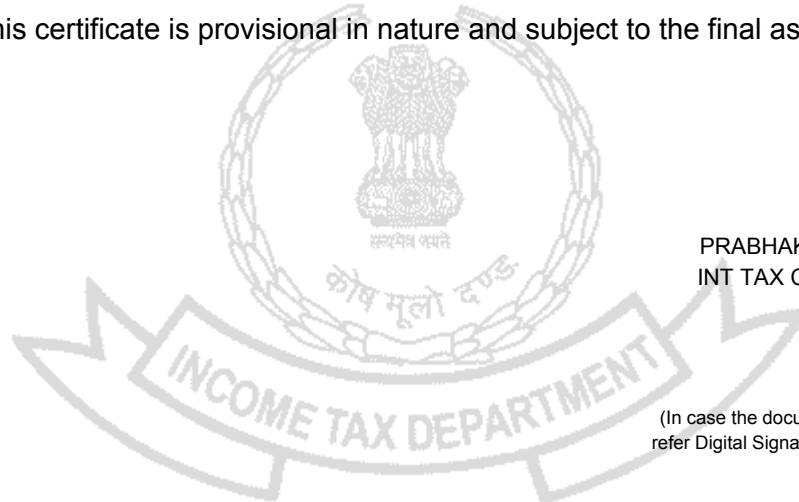 his certificate is provisional in nature and subject to the final as
सत्यमेव जयते
PRABHAK
INT TAX
कोष मूलो दण्डः
INCOME TAX DEPARTMENT
(In case the docu
refer Digital Signa